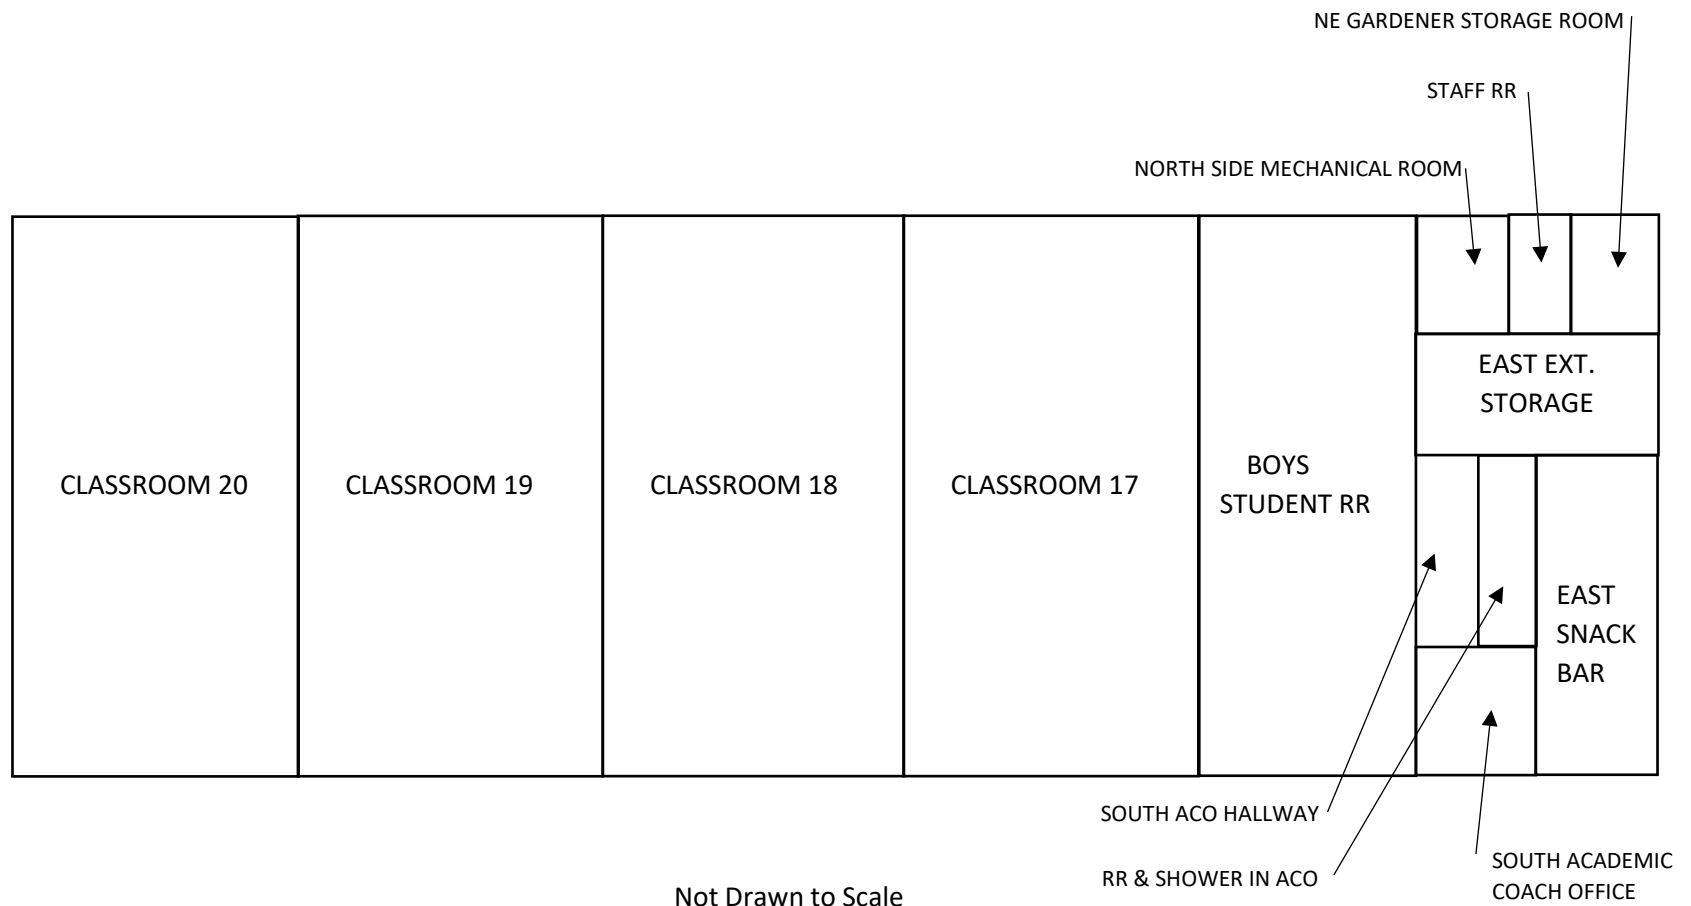 NE GARDENER STORAGE ROOM
STAFF RR
NORTH SIDE MECHANICAL ROOM
EAST EXT.
STORAGE
CLASSROOM 20
CLASSROOM 19
CLASSROOM 18
CLASSROOM 17
BOYS
STUDENT RR
EAST
SNACK
BAR
SOUTH ACO HALLWAY
RR & SHOWER IN ACO
SOUTH ACADEMIC
COACH OFFICE
Not Drawn to Scale